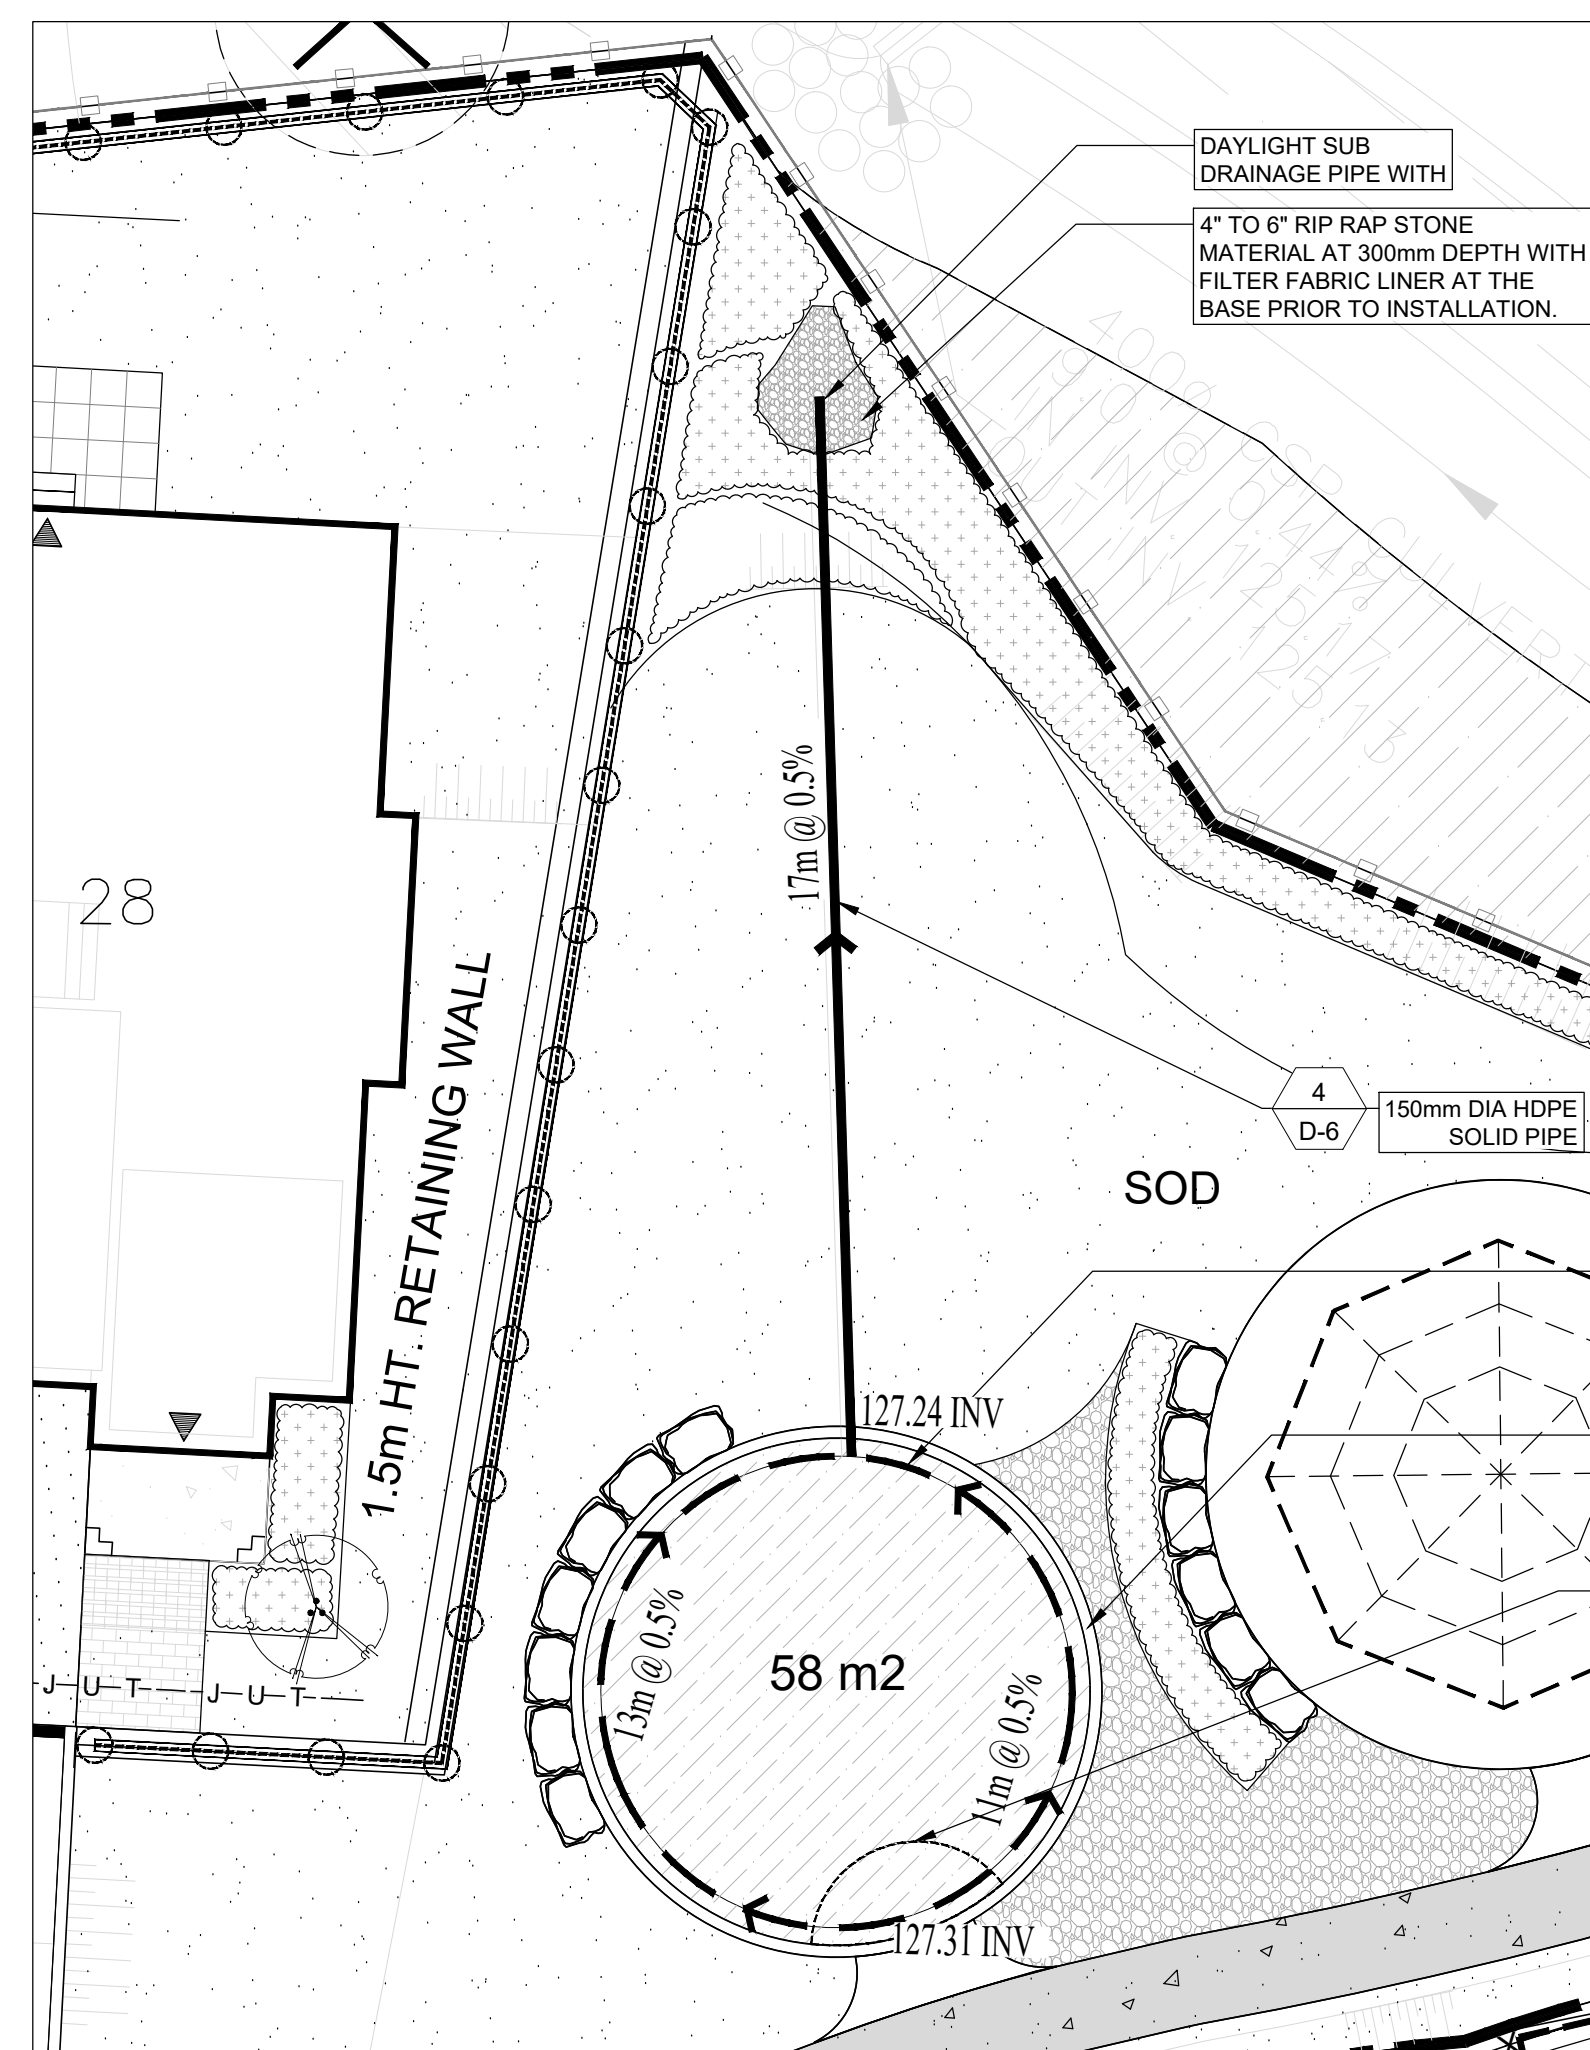 DAYLIGHT SUB
DRAINAGE PIPE WITH
4" TO 6" RIP RAP STONE
MATERIAL AT 300mm DEPTH WITH
FILTER FABRIC LINER AT THE
BASE PRIOR TO INSTALLATION.
17m @ 0.5%
28
1.5m HT. RETAINING WALL
4
D-6
150mm DIA HDPE
SOLID PIPE
SOD
127.24 INV
13m @ 0.5%
58 m2
11m @ 0.5%
J U T J U T
127.31 INV